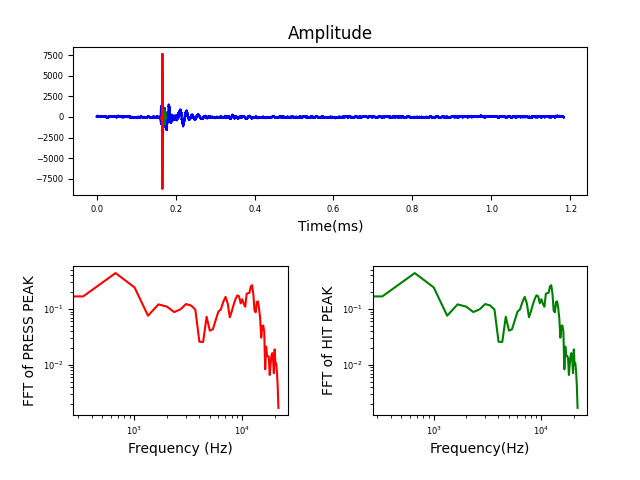 Amplitude
7500
5000
2500
0
−2500
−5000
−7500
0.0 0.2 0.4 0.6 0.8 1.0 1.2
Time(ms)
FFT of PRESS PEAK
10⁻¹
10⁻²
10³ 10⁴
Frequency (Hz)
FFT of HIT PEAK
10⁻¹
10⁻²
10³ 10⁴
Frequency(Hz)